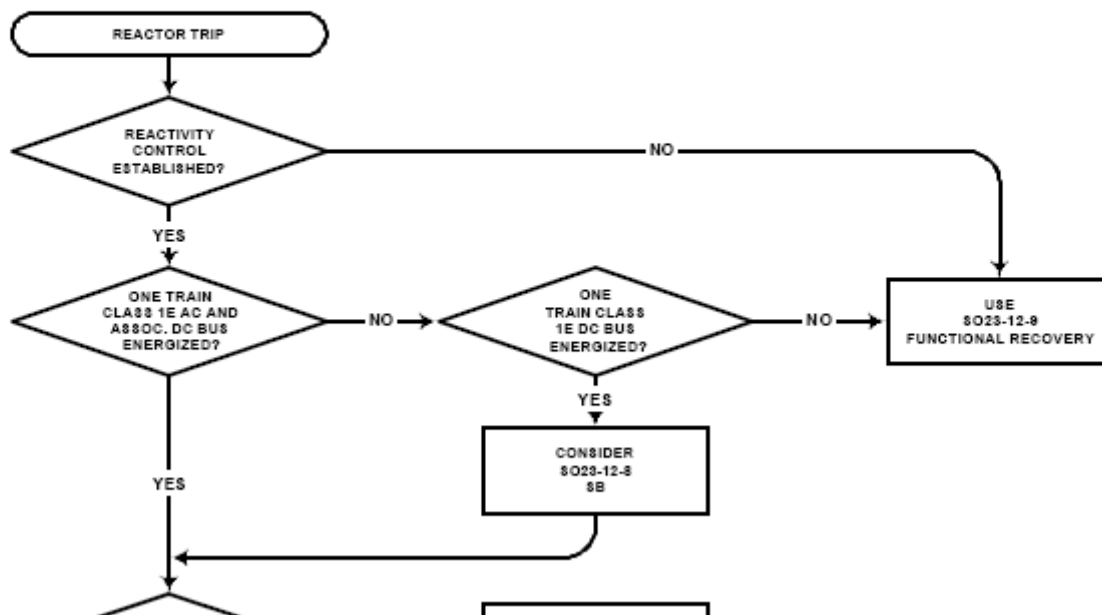 REACTOR TRIP
REACTIVITY
CONTROL
ESTABLISHED?
NO
YES
ONE TRAIN
CLASS 1E AC AND
ASSOC. DC BUS
ENERGIZED?
NO
ONE
TRAIN CLASS
1E DC BUS
ENERGIZED?
NO
USE
SO23-12-9
FUNCTIONAL RECOVERY
YES
CONSIDER
SO23-12-8
SB
YES